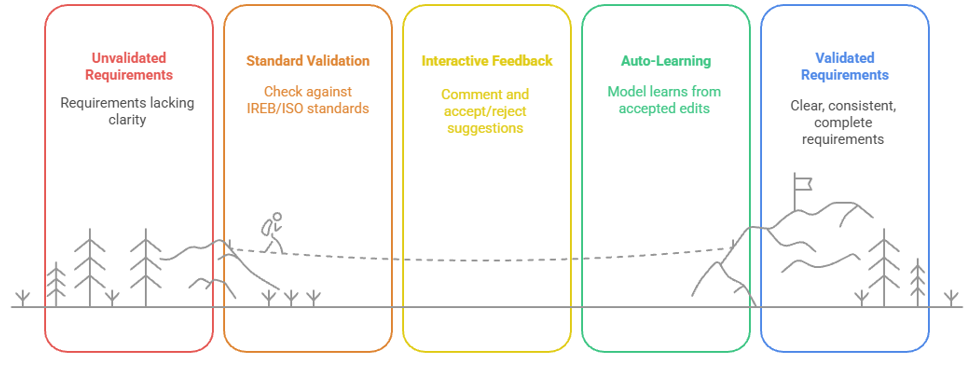 Unvalidated
Requirements
Requirements lacking
clarity
Standard Validation
Check against
IREB/ISO standards
Interactive Feedback
Comment and
accept/reject
suggestions
Auto-Learning
Model learns from
accepted edits
Validated
Requirements
Clear, consistent,
complete
requirements